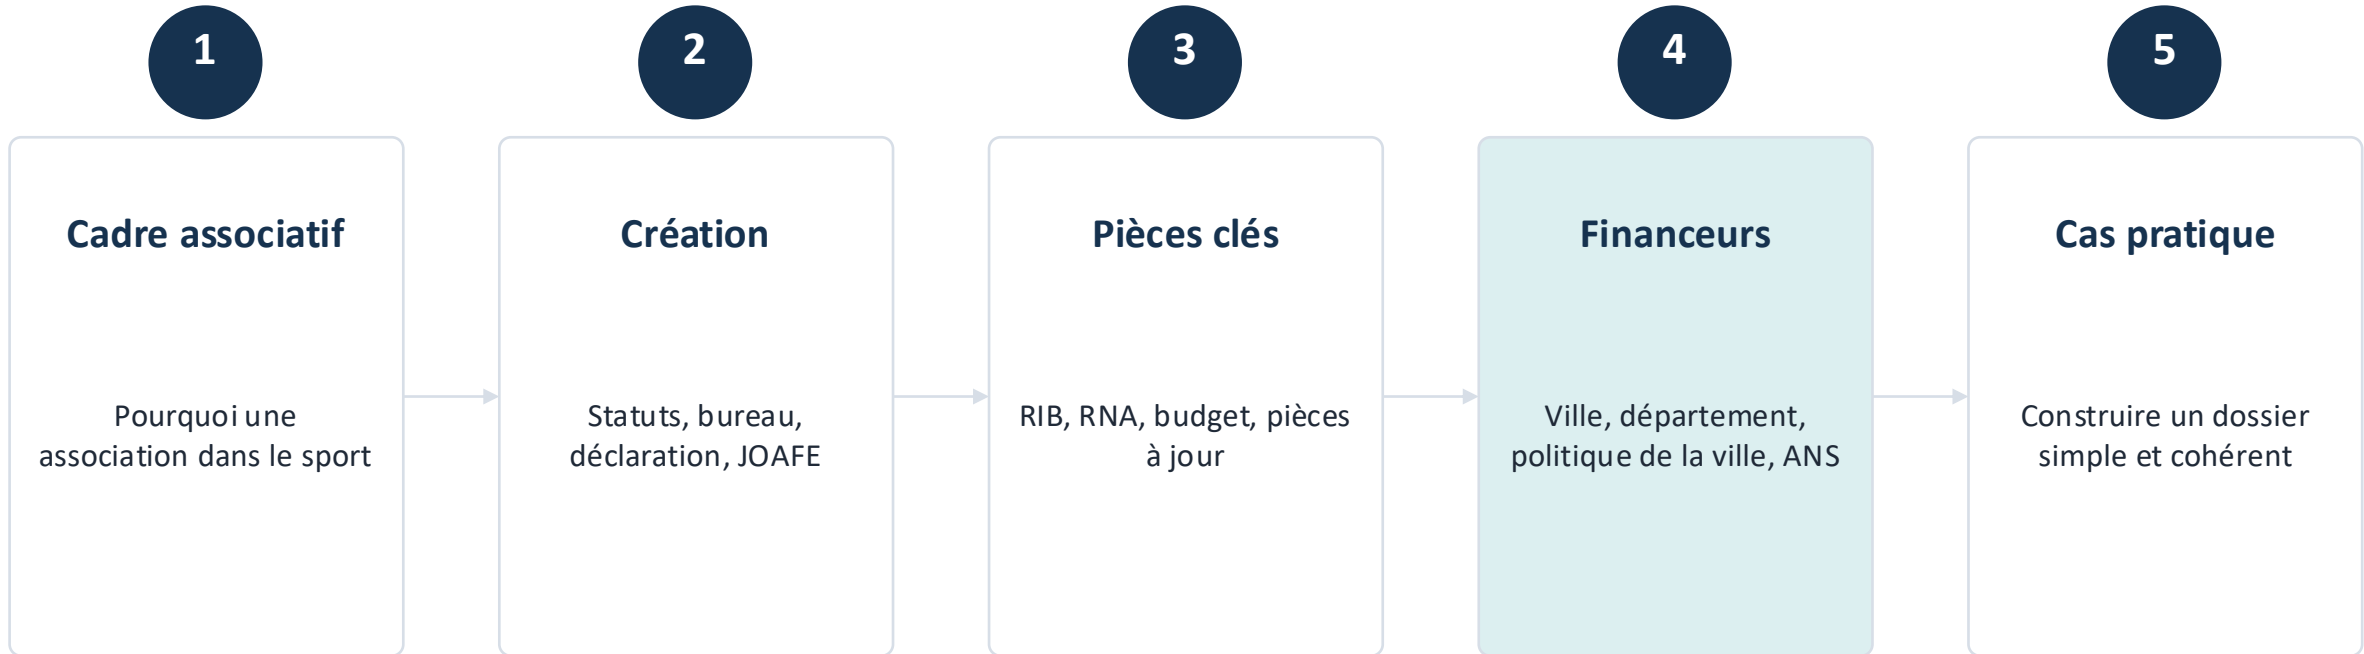 1
Cadre associatif
Pourquoi une
association dans le sport
2
Création
Statuts, bureau,
déclaration, JOAFE
3
Pièces clés
RIB, RNA, budget, pièces
à jour
4
Financeurs
Ville, département,
politique de la ville, ANS
5
Cas pratique
Construire un dossier
simple et cohérent